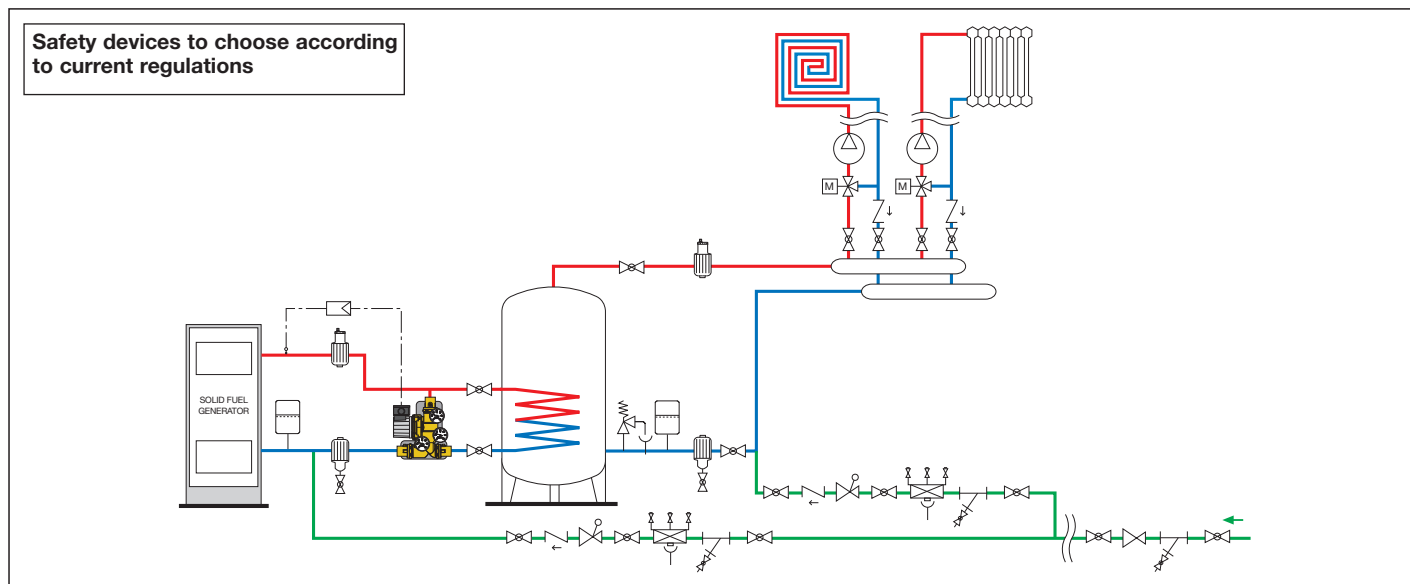 Safety devices to choose according
to current regulations
M
M
SOLID FUEL
GENERATOR